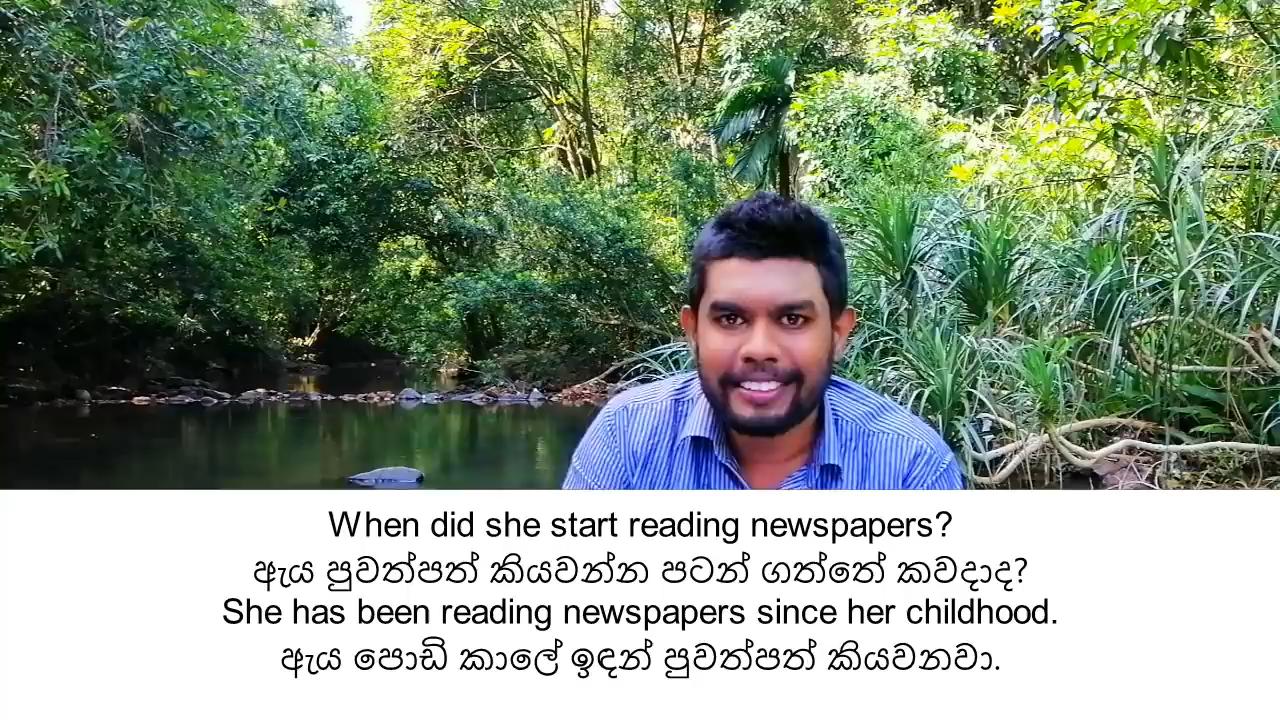 When did she start reading newspapers?
ඇය පුවත්පත් කියවන්න පටන් ගත්තේ කවදාද?
She has been reading newspapers since her childhood.
ඇය පොඩි කාලේ ඉඳන් පුවත්පත් කියවනවා.